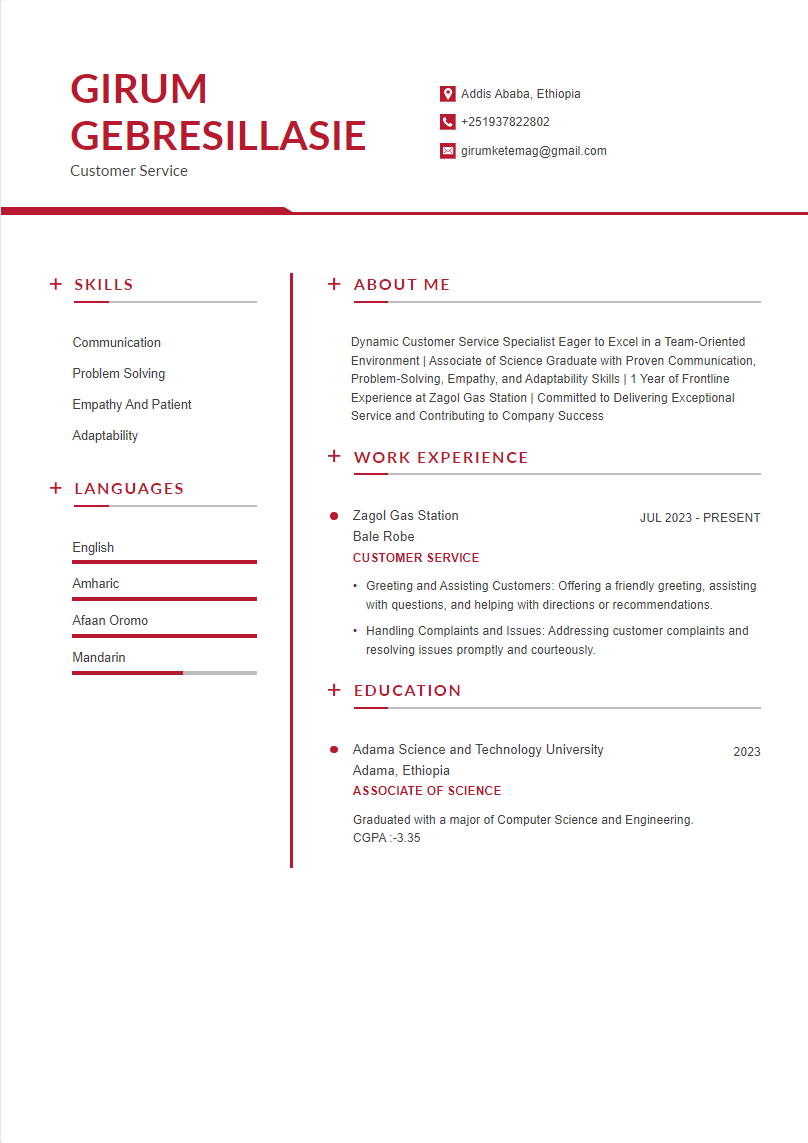 GIRUM
GEBRESILLASIE
Customer Service
Addis Ababa, Ethiopia
+251937822802
girumketemag@gmail.com
+ SKILLS
Communication
Problem Solving
Empathy And Patient
Adaptability
+ LANGUAGES
English
Amharic
Afaan Oromo
Mandarin
+ ABOUT ME
Dynamic Customer Service Specialist Eager to Excel in a Team-Oriented
Environment | Associate of Science Graduate with Proven Communication,
Problem-Solving, Empathy, and Adaptability Skills | 1 Year of Frontline
Experience at Zagol Gas Station | Committed to Delivering Exceptional
Service and Contributing to Company Success
+ WORK EXPERIENCE
Zagol Gas Station JUL 2023 - PRESENT
Bale Robe
CUSTOMER SERVICE
• Greeting and Assisting Customers: Offering a friendly greeting, assisting
with questions, and helping with directions or recommendations.
• Handling Complaints and Issues: Addressing customer complaints and
resolving issues promptly and courteously.
+ EDUCATION
Adama Science and Technology University 2023
Adama, Ethiopia
ASSOCIATE OF SCIENCE
Graduated with a major of Computer Science and Engineering.
CGPA :-3.35